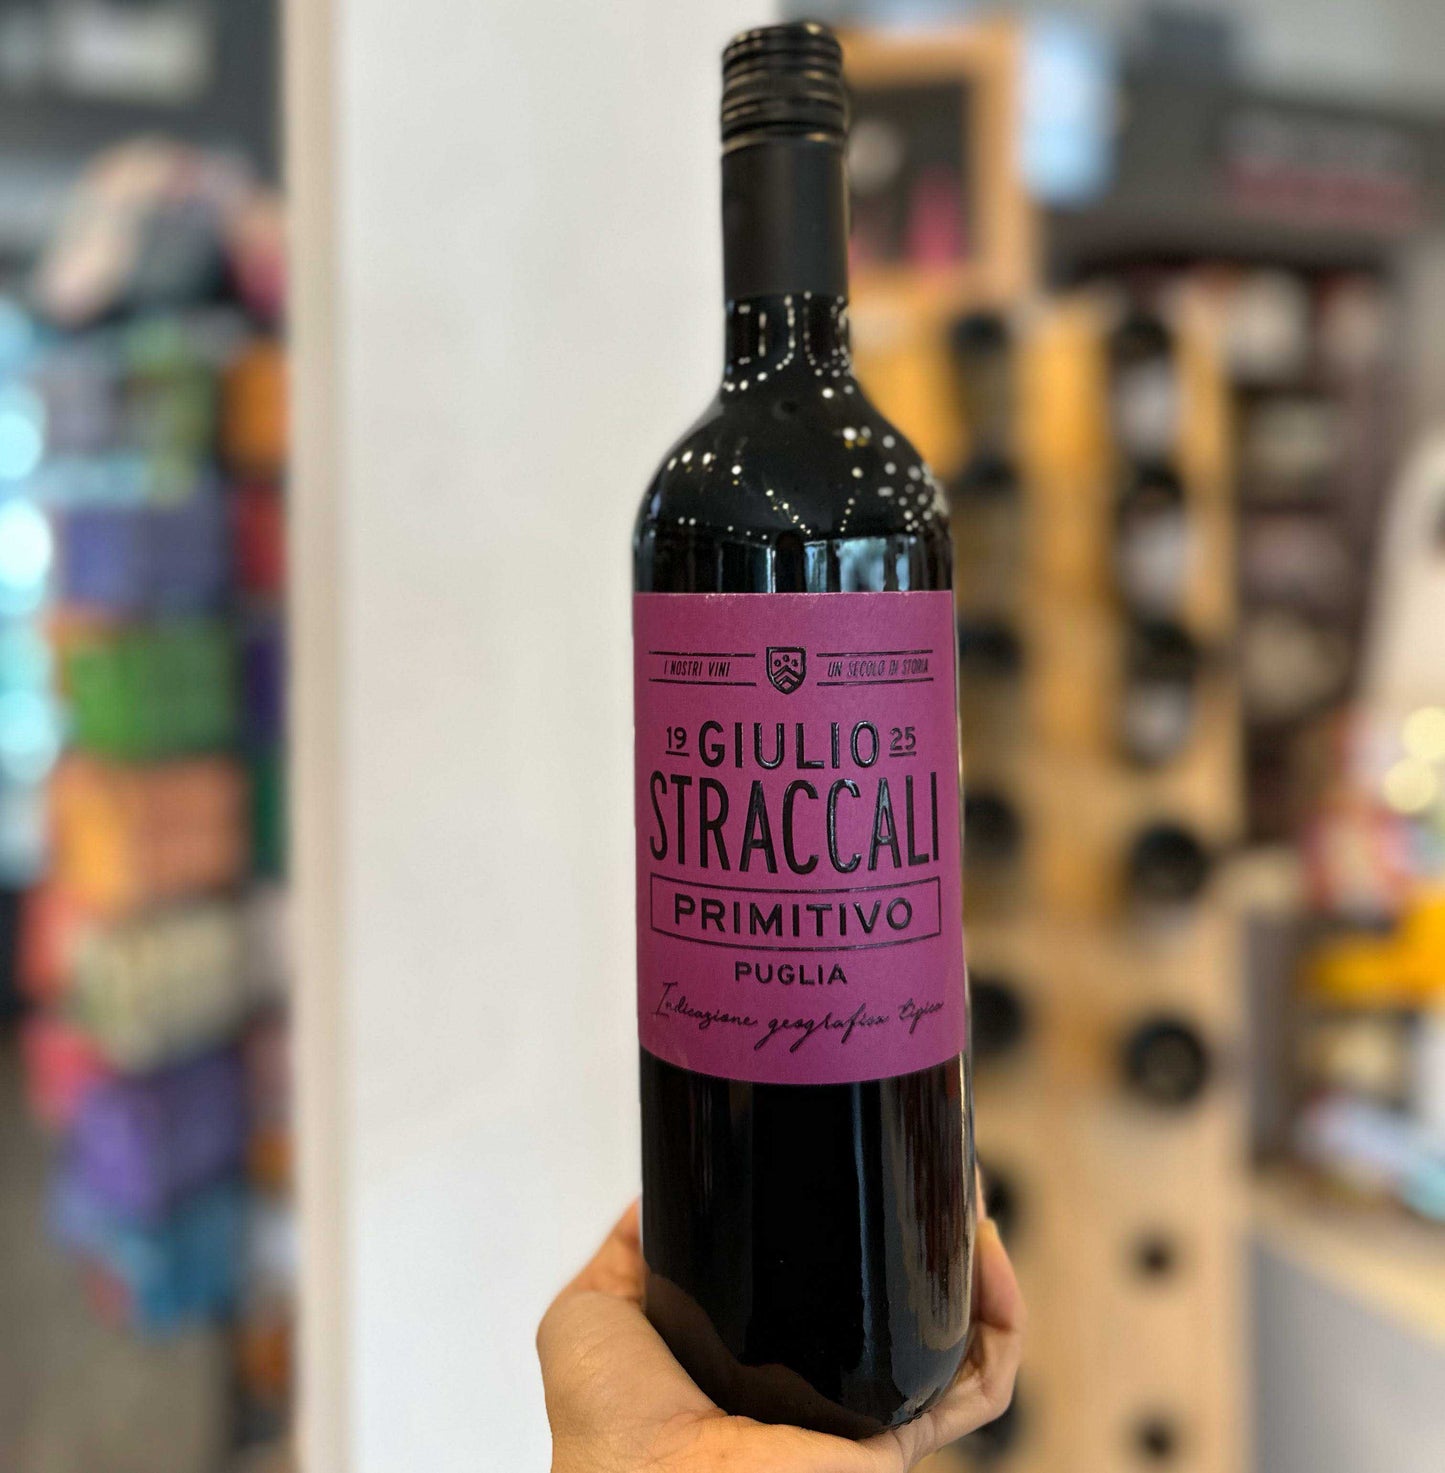 I NOSTRI VINI UN SECOLO DI STORIA
19 GIULIO 25
STRACCALI
PRIMITIVO
PUGLIA
Indicazione geografica tipica